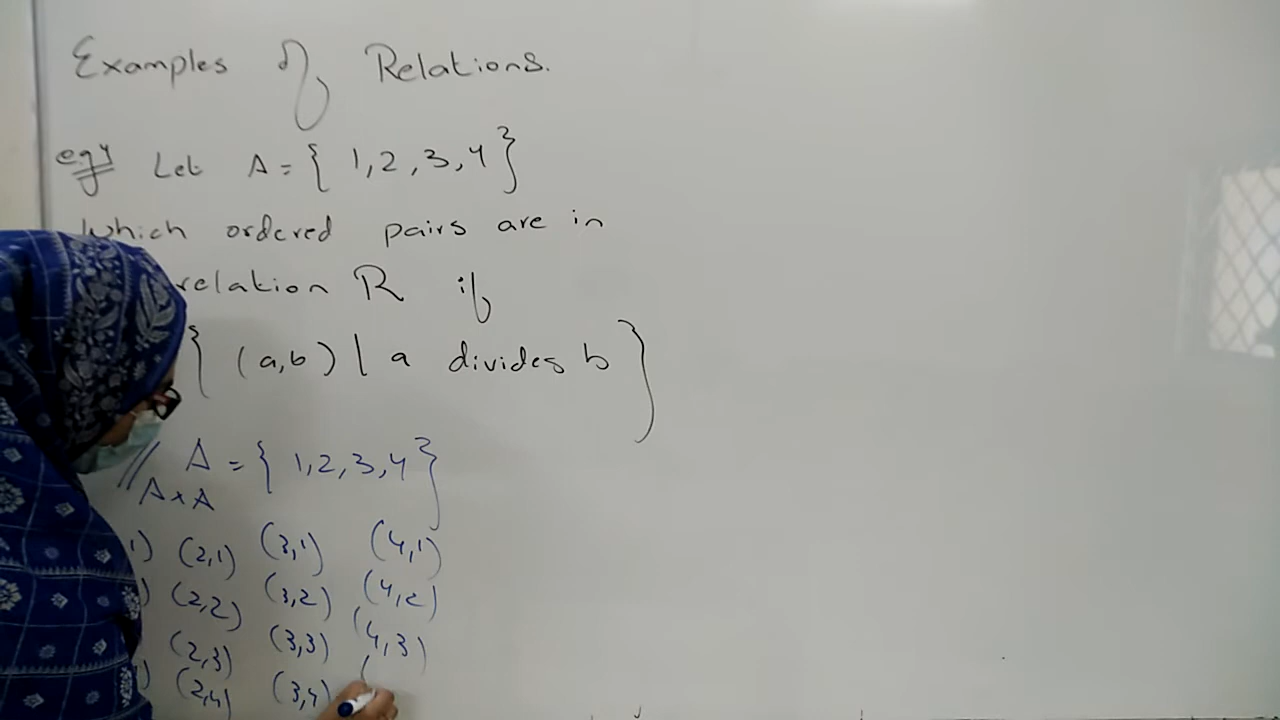 Examples of Relations.
eg Let A = { 1,2,3,4 }
Which ordered pairs are in
relation R if
{ (a,b) | a divides b }
A = { 1,2,3,4 }
A×A
1) (2,1) (3,1) (4,1)
) (2,2) (3,2) (4,2)
(2,3) (3,3) (4,3)
) (2,4) (3,4) (